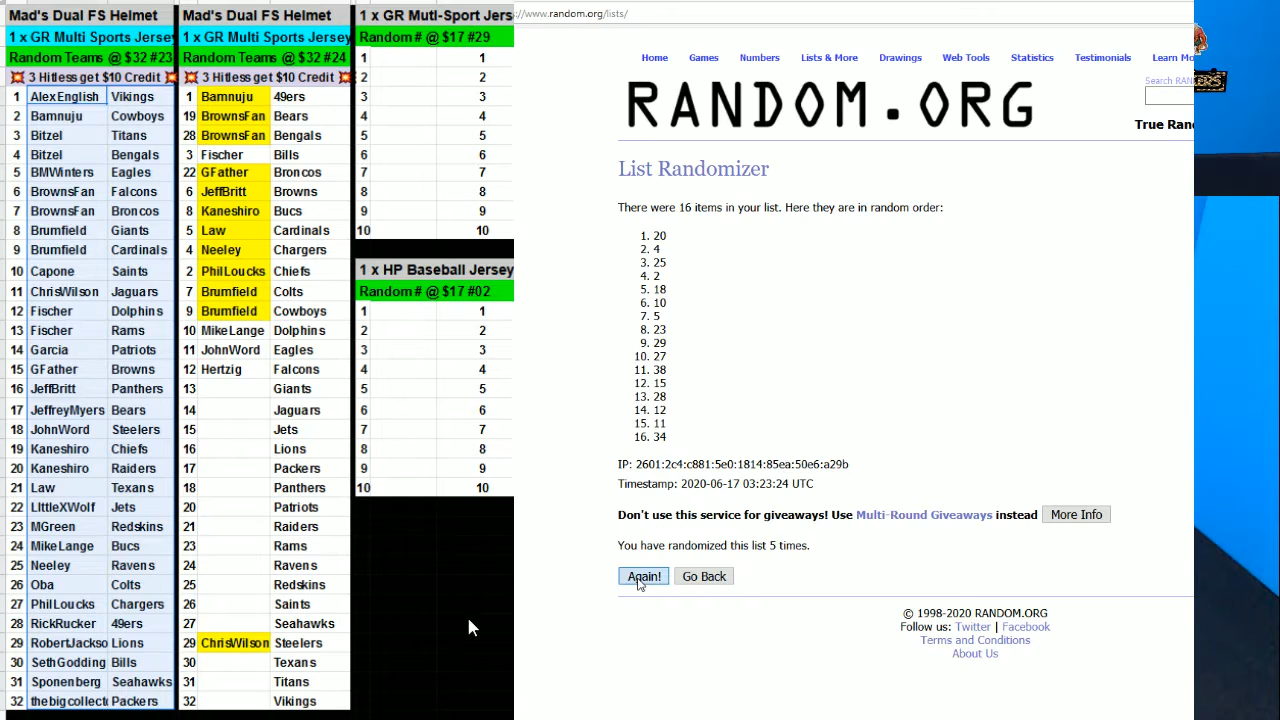 Mad's Dual FS Helmet
1 x GR Multi Sports Jersey
Random Teams @ $32 #23
💥 3 Hitless get $10 Credit 💥
1 AlexEnglish Vikings
2 Bamnuju Cowboys
3 Bitzel Titans
4 Bitzel Bengals
5 BMWinters Eagles
6 BrownsFan Falcons
7 BrownsFan Broncos
8 Brumfield Giants
9 Brumfield Cardinals
10 Capone Saints
11 ChrisWilson Jaguars
12 Fischer Dolphins
13 Fischer Rams
14 Garcia Patriots
15 GFather Browns
16 JeffBritt Panthers
17 JeffreyMyers Bears
18 JohnWord Steelers
19 Kaneshiro Chiefs
20 Kaneshiro Raiders
21 Law Texans
22 LIttleXWolf Jets
23 MGreen Redskins
24 MikeLange Bucs
25 Neeley Ravens
26 Oba Colts
27 PhilLoucks Chargers
28 RickRucker 49ers
29 RobertJackso Lions
30 SethGodding Bills
31 Sponenberg Seahawks
32 thebigcollecto Packers
Mad's Dual FS Helmet
1 x GR Multi Sports Jersey
Random Teams @ $32 #24
💥 3 Hitless get $10 Credit 💥
1 Bamnuju 49ers
19 BrownsFan Bears
28 BrownsFan Bengals
3 Fischer Bills
22 GFather Broncos
6 JeffBritt Browns
8 Kaneshiro Bucs
5 Law Cardinals
4 Neeley Chargers
2 PhilLoucks Chiefs
7 Brumfield Colts
9 Brumfield Cowboys
10 MikeLange Dolphins
11 JohnWord Eagles
12 Hertzig Falcons
13 Giants
14 Jaguars
15 Jets
16 Lions
17 Packers
18 Panthers
20 Patriots
21 Raiders
23 Rams
24 Ravens
25 Redskins
26 Saints
27 Seahawks
29 ChrisWilson Steelers
30 Texans
31 Titans
32 Vikings
1 x GR Mutl-Sport Jers
Random # @ $17 #29
1 1
2 2
3 3
4 4
5 5
6 6
7 7
8 8
9 9
10 10
1 x HP Baseball Jersey
Random # @ $17 #02
1 1
2 2
3 3
4 4
5 5
6 6
7 7
8 8
9 9
10 10
://www.random.org/lists/
Home Games Numbers Lists & More Drawings Web Tools Statistics Testimonials Learn Mo
Search RAN
RANDOM.ORG
True Ran
List Randomizer
There were 16 items in your list. Here they are in random order:
1. 20
2. 4
3. 25
4. 2
5. 18
6. 10
7. 5
8. 23
9. 29
10. 27
11. 38
12. 15
13. 28
14. 12
15. 11
16. 34
IP: 2601:2c4:c881:5e0:1814:85ea:50e6:a29b
Timestamp: 2020-06-17 03:23:24 UTC
Don't use this service for giveaways! Use Multi-Round Giveaways instead More Info
You have randomized this list 5 times.
Again! Go Back
© 1998-2020 RANDOM.ORG
Follow us: Twitter | Facebook
Terms and Conditions
About Us